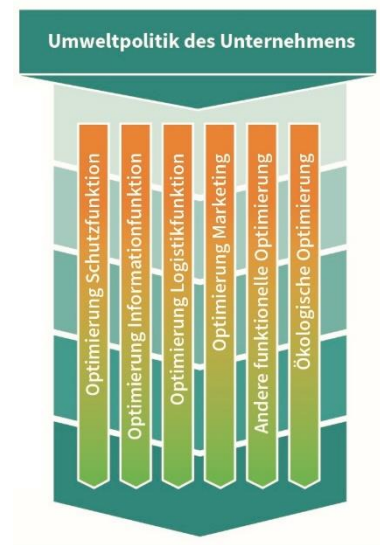 Umweltpolitik des Unternehmens
Optimierung Schutzfunktion
Optimierung Informationfunktion
Optimierung Logistikfunktion
Optimierung Marketing
Andere funktionelle Optimierung
Ökologische Optimierung